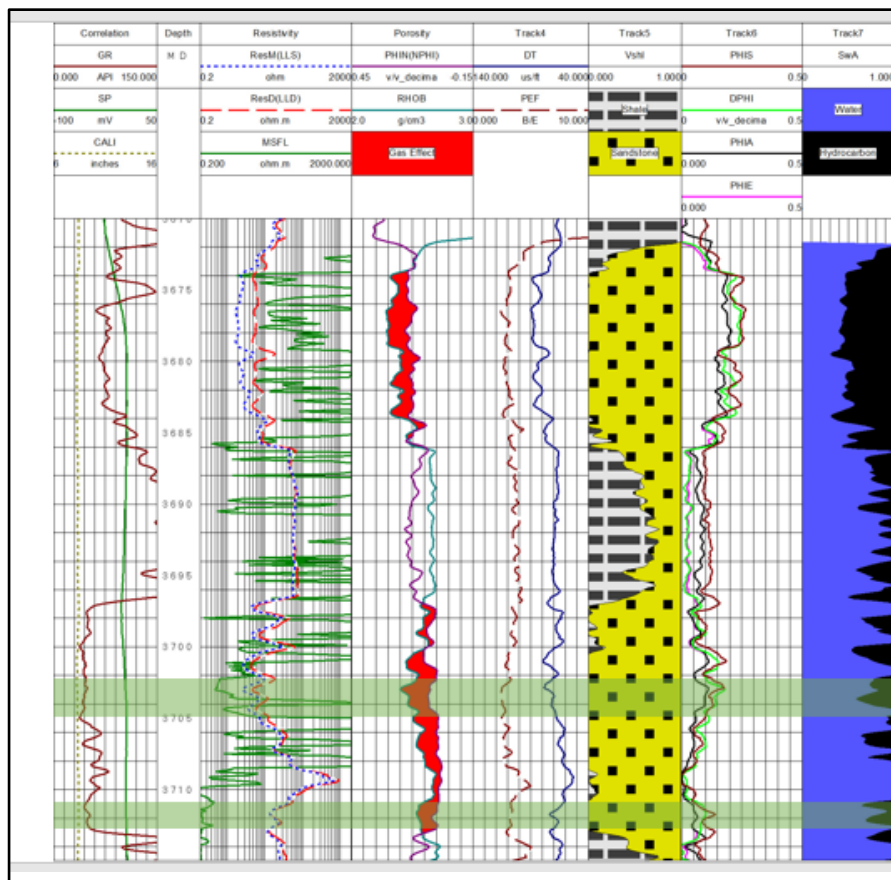 Correlation Depth Resistivity Porosity Track4 Track5 Track6 Track7
GR M D ResM(LLS) PHIN(NPHI) DT Vshl PHIS SwA
0.000 API 150.000 0.2 ohm 2000 0.45 v/v_decima -0.15 140.000 us/ft 40.000 0.000 1.000 0.5 0 1.000
SP ResD(LLD) RHOB PEF Shale DPHI Water
-100 mV 50 0.2 ohm.m 2000 2.0 g/cm3 3.00 0.000 B/E 10.000 0 v/v_decima 0.5
CALI MSFL Gas Effect Sandstone PHIA Hydrocarbon
6 inches 16 0.200 ohm.m 2000.000 0.000 0.5
PHIE
0.000 0.5
3675
3680
3685
3690
3695
3700
3705
3710